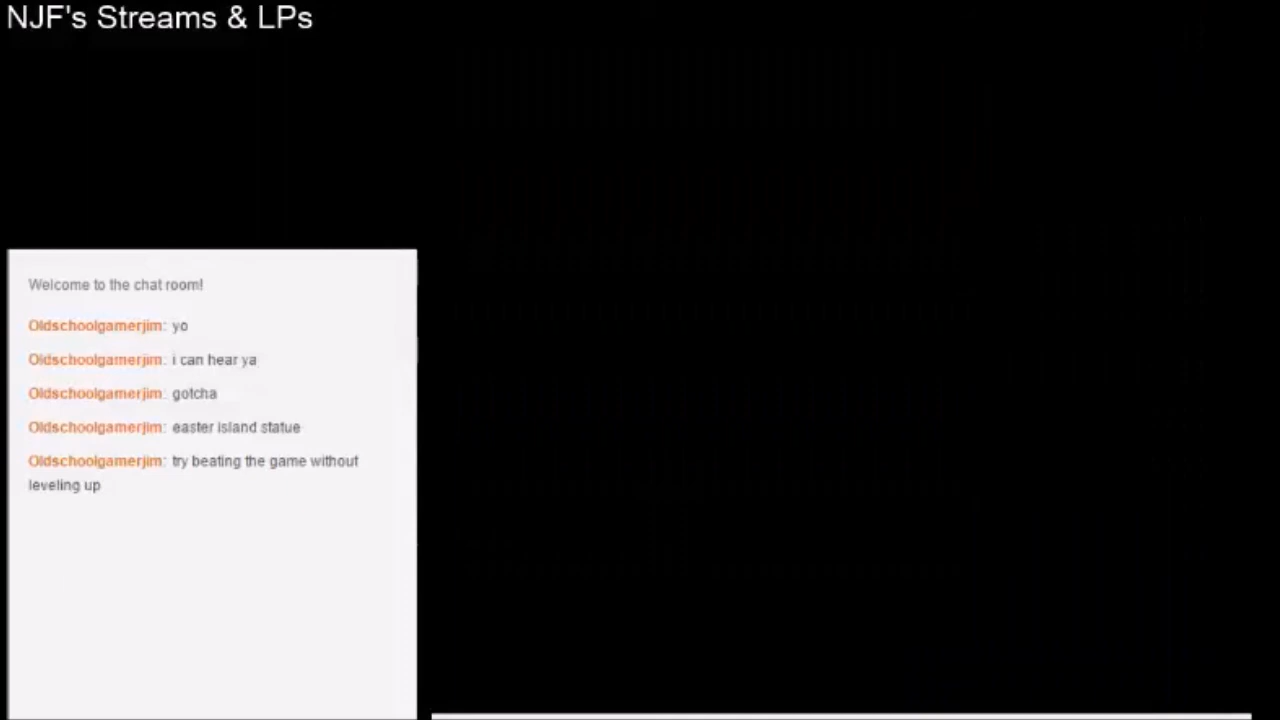 NJF's Streams & LPs
Welcome to the chat room!
Oldschoolgamerjim: yo
Oldschoolgamerjim: i can hear ya
Oldschoolgamerjim: gotcha
Oldschoolgamerjim: easter island statue
Oldschoolgamerjim: try beating the game without
leveling up